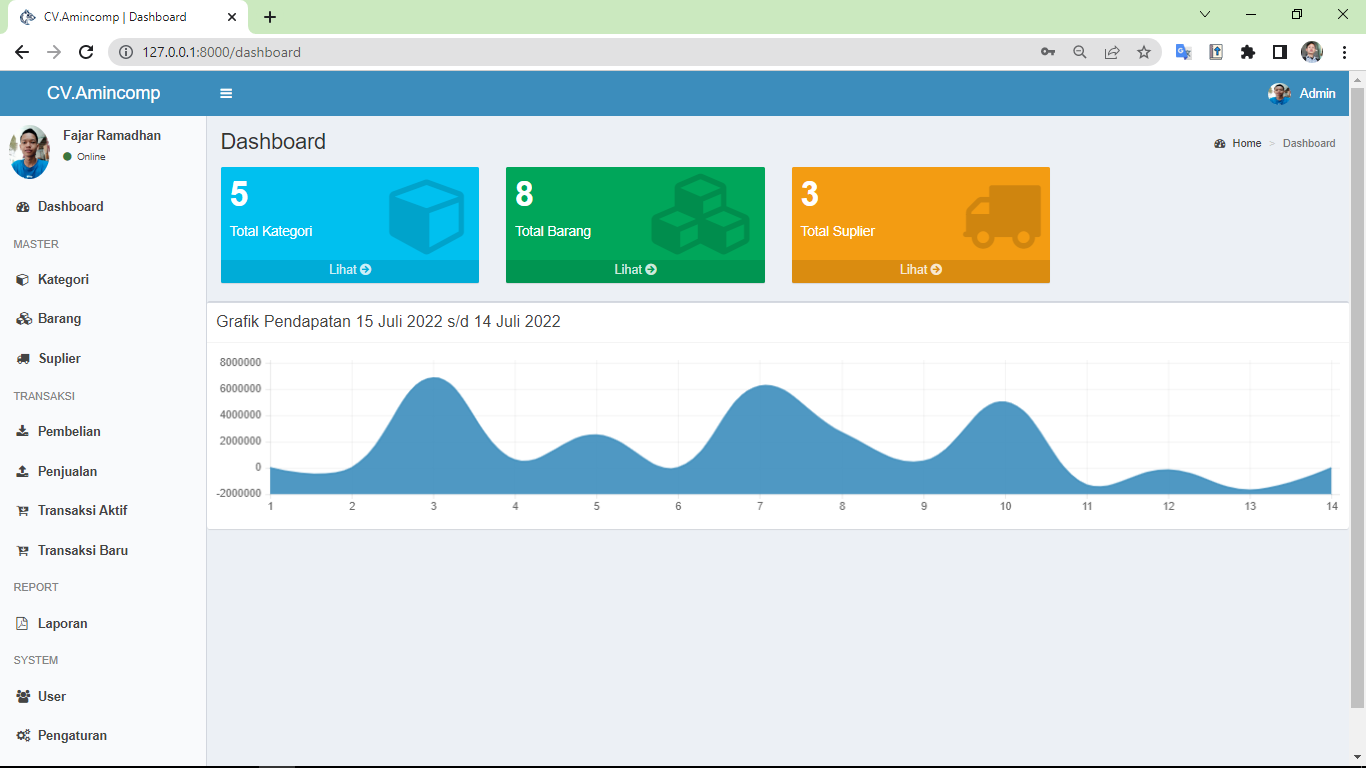 CV.Amincomp | Dashboard
127.0.0.1:8000/dashboard
CV.Amincomp
Admin
Fajar Ramadhan
Online
Dashboard
MASTER
Kategori
Barang
Suplier
TRANSAKSI
Pembelian
Penjualan
Transaksi Aktif
Transaksi Baru
REPORT
Laporan
SYSTEM
User
Pengaturan
Dashboard
Home > Dashboard
5
Total Kategori
Lihat
8
Total Barang
Lihat
3
Total Suplier
Lihat
Grafik Pendapatan 15 Juli 2022 s/d 14 Juli 2022
8000000
6000000
4000000
2000000
0
-2000000
1 2 3 4 5 6 7 8 9 10 11 12 13 14